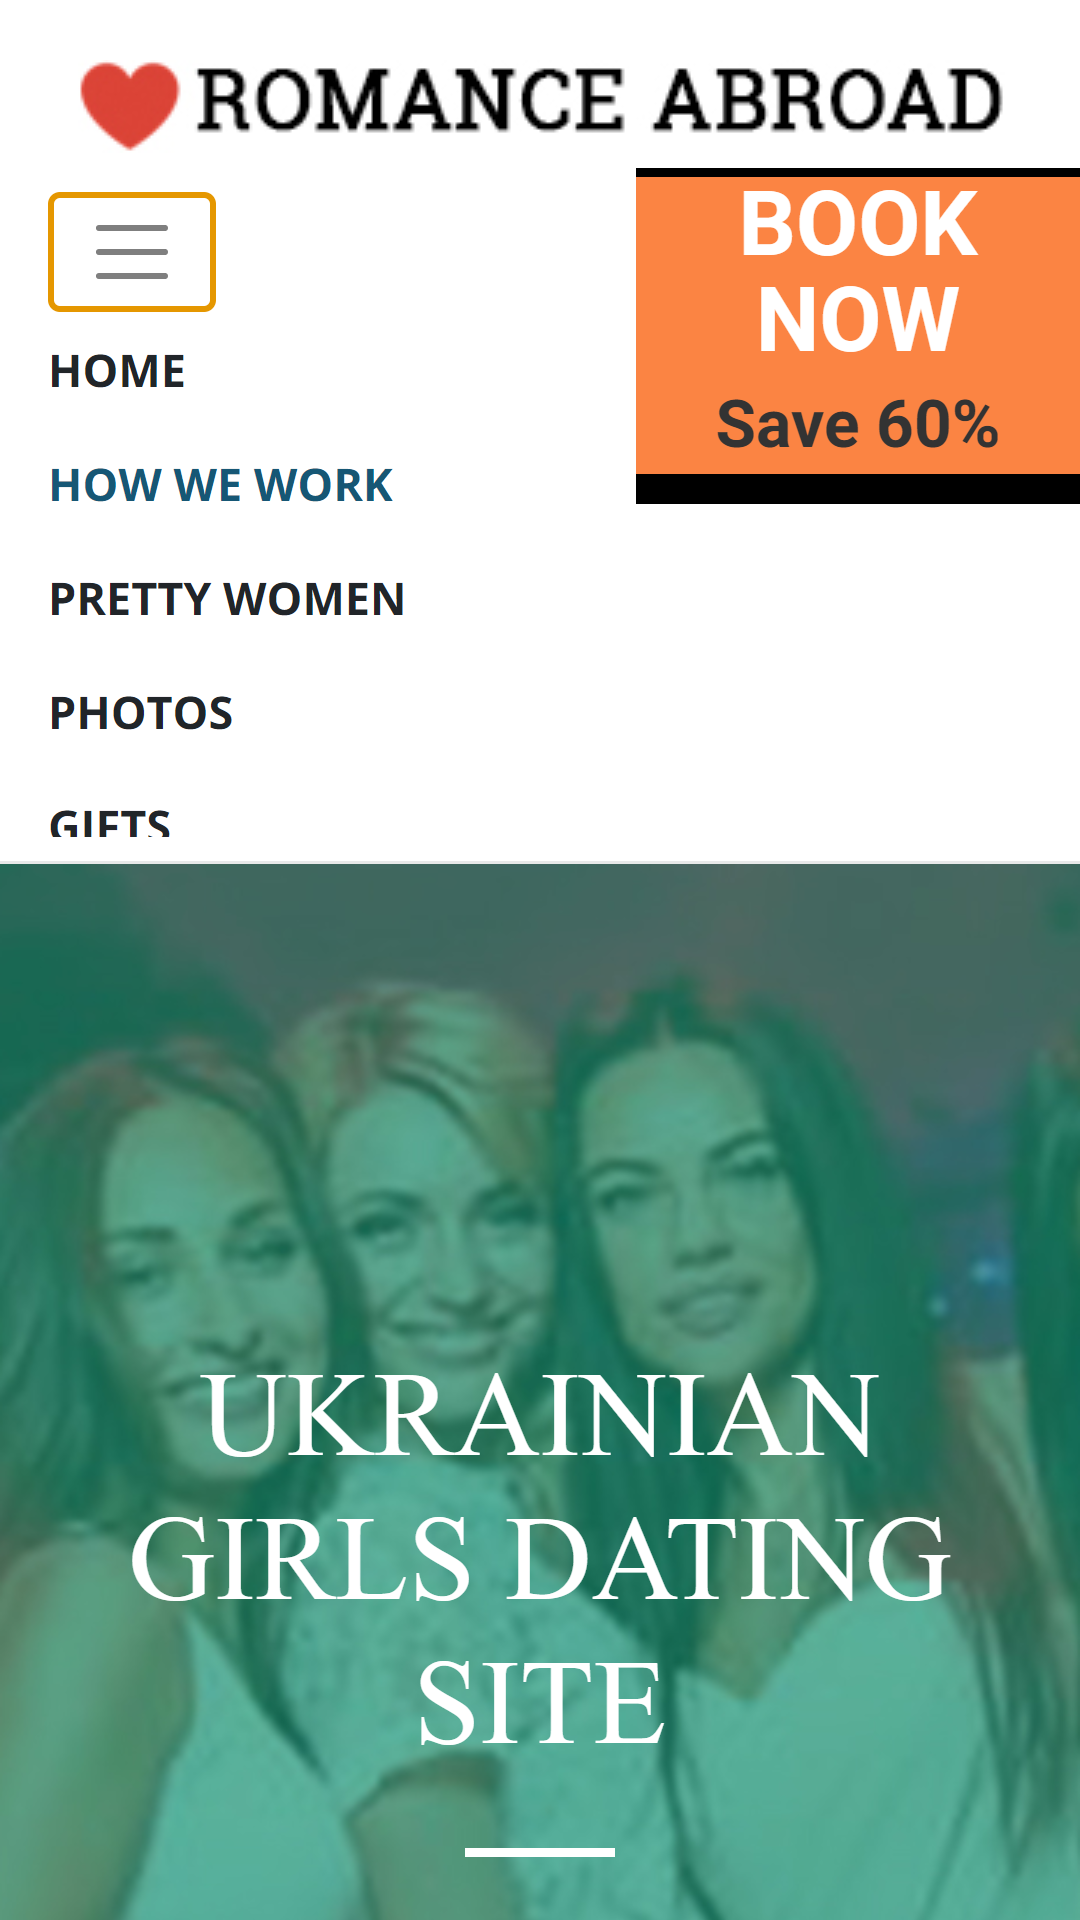 ROMANCE ABROAD
BOOK
NOW
Save 60%
HOME
HOW WE WORK
PRETTY WOMEN
PHOTOS
GIFTS
UKRAINIAN
GIRLS DATING
SITE